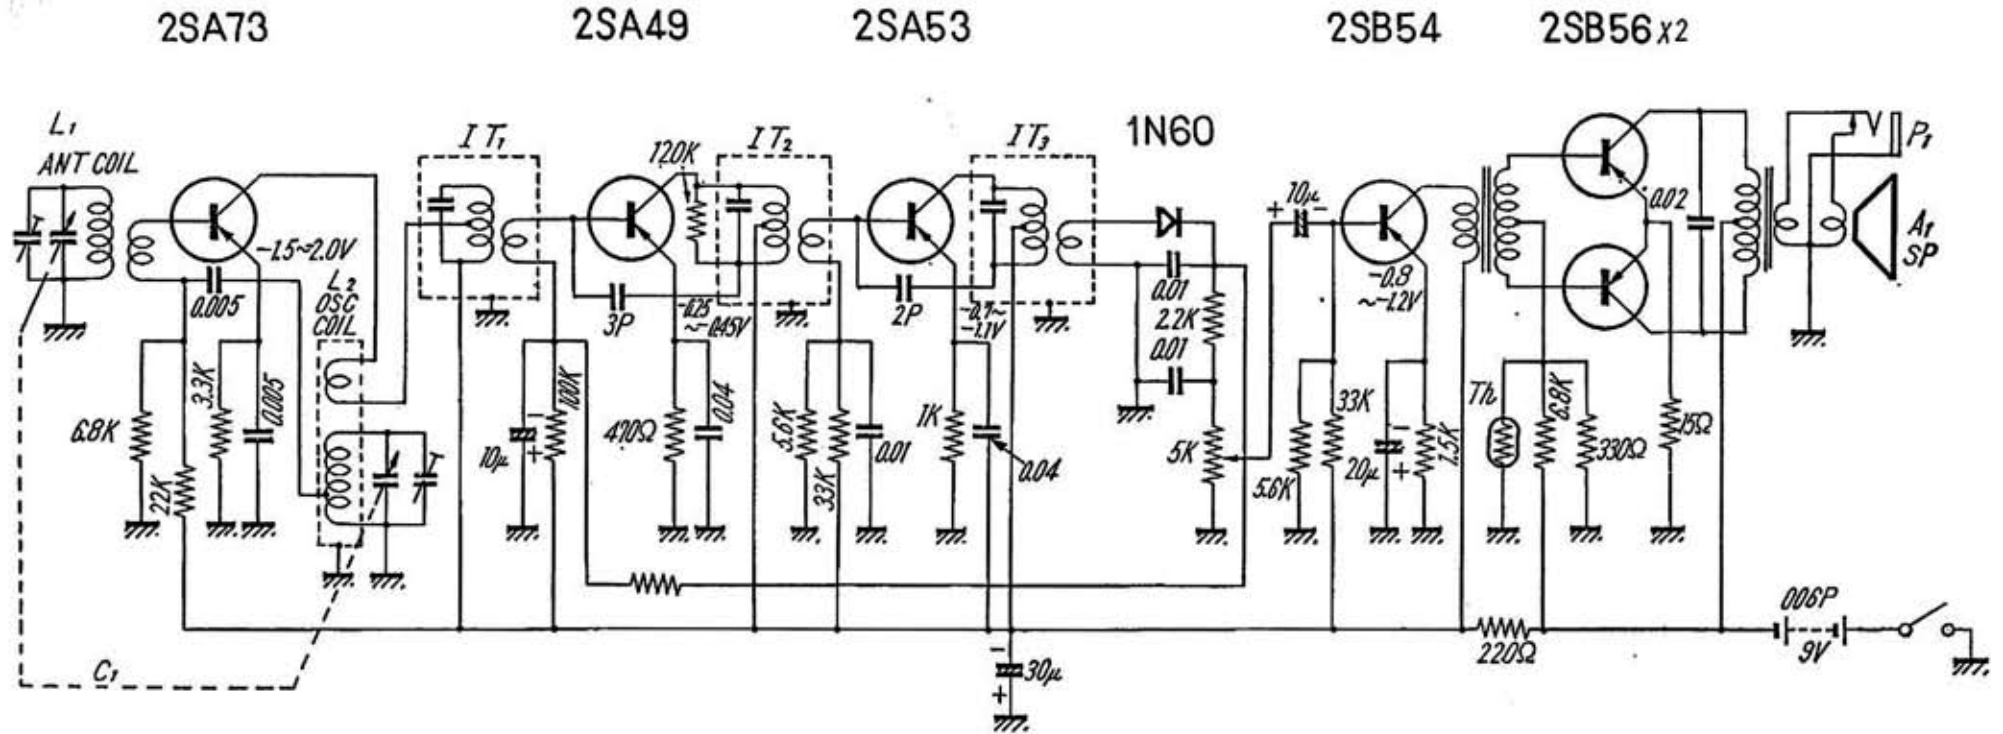 2SA73
2SA49
2SA53
2SB54
2SB56 x2
L1
ANT COIL
T
-1.5~2.0V
0.005
L2
OSC
COIL
6.8K
22K
3.3K
0.005
T
C1
IT1
120K
IT2
3P
-0.25
~-0.45V
10μ
-
+
100K
470Ω
0.04
IT3
2P
-0.7~
-1.1V
5.6K
33K
0.01
1K
0.04
1N60
0.01
2.2K
0.01
5K
10μ
+
-
-0.8
~-1.2V
5.6K
33K
20μ
-
+
1.5K
0.02
Th
6.8K
330Ω
15Ω
P1
A1
SP
220Ω
006P
9V
-
+
30μ